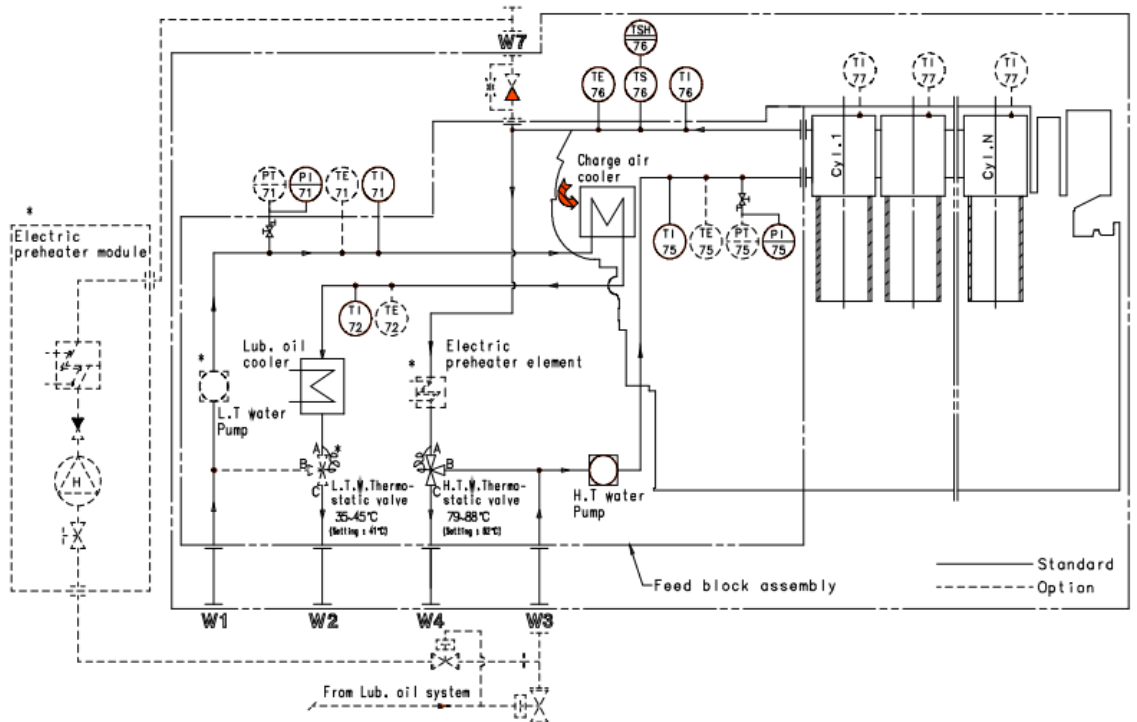 W7
TSH
76
TE
76
TS
76
TI
76
TI
77
TI
77
TI
77
Cyl.1
Cyl.N
Charge air
cooler
PT
71
PI
71
TE
71
TI
71
TI
75
TE
75
PT
75
PI
75
*
Electric
preheater module
TI
72
TE
72
Lub. oil
cooler
*
Electric
preheater element
*
L.T water
Pump
A
*
B
C
A
B
C
L.T.W.Thermo-
static valve
35~45℃
(Setting : 41℃)
H.T.W.Thermo-
static valve
79~88℃
(Setting : 82℃)
H.T water
Pump
H
Feed block assembly
Standard
Option
W1
W2
W4
W3
From Lub. oil system